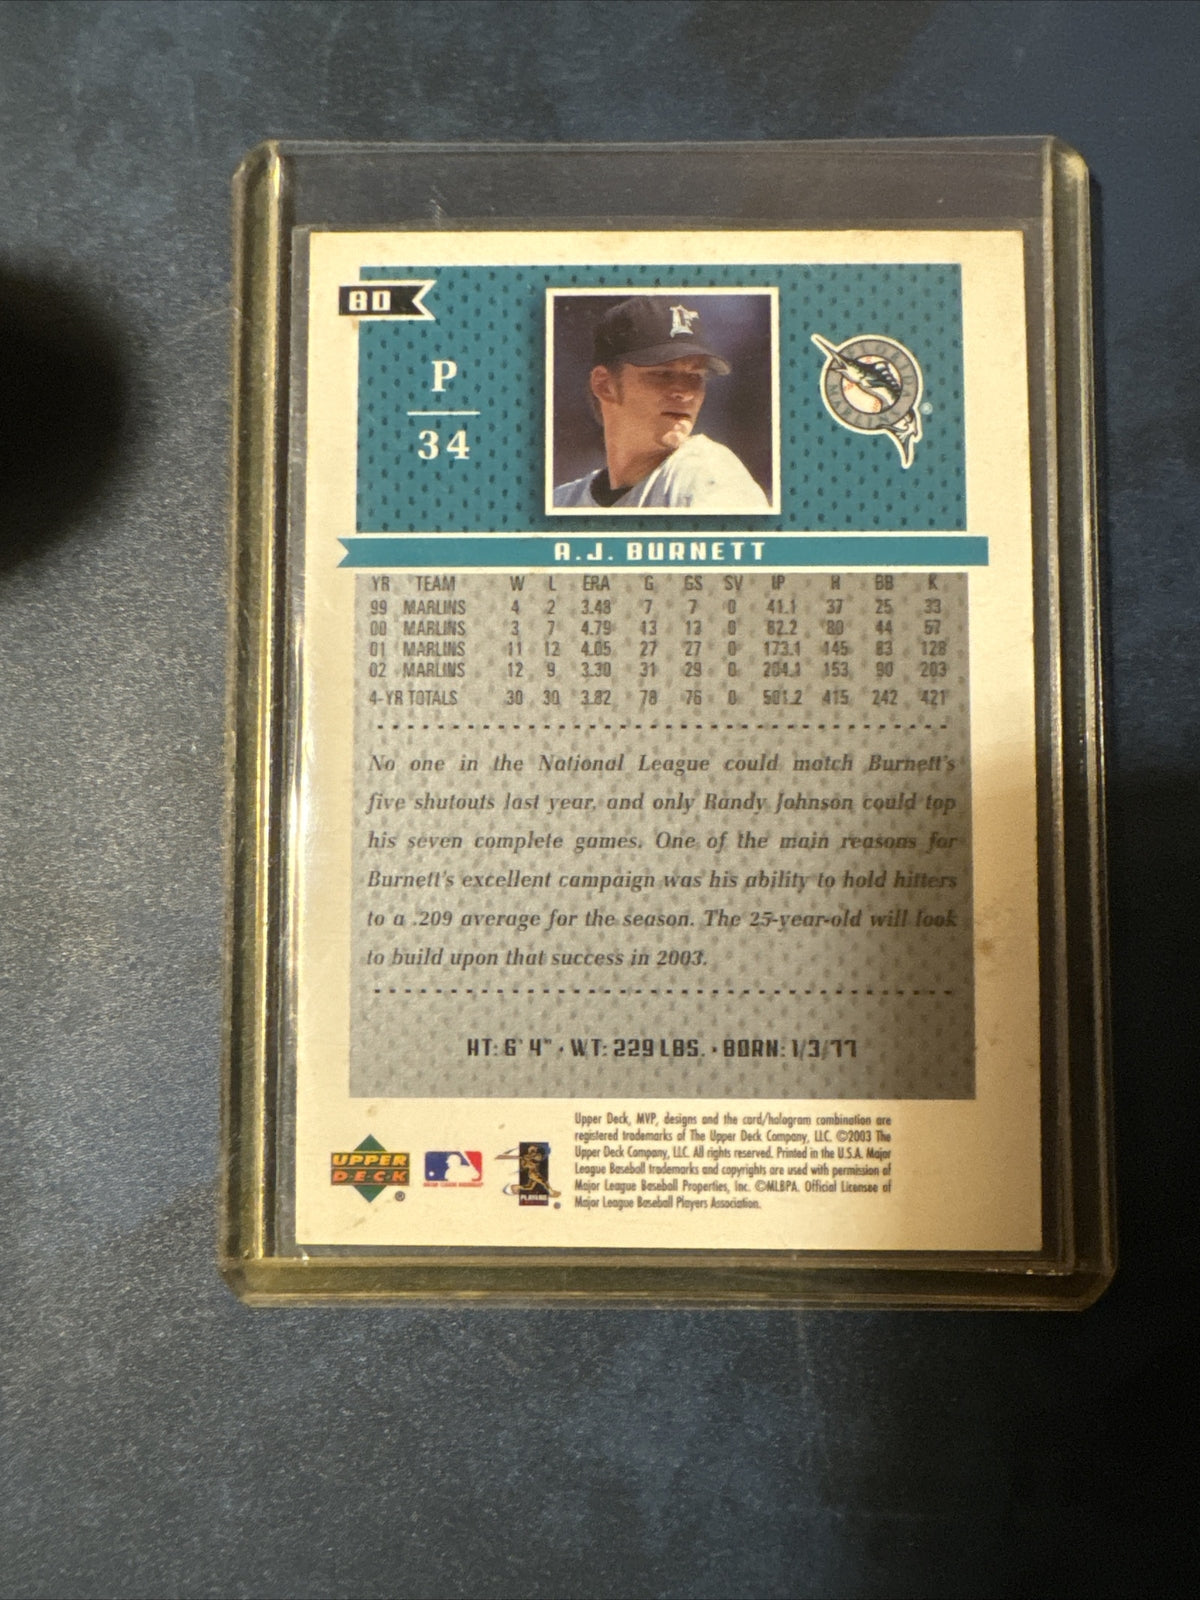 80
P
34
FLORIDA
MARLINS
®
A.J. BURNETT
YR TEAM W L ERA G GS SV IP H BB K
99 MARLINS 4 2 3.48 7 7 0 41.1 37 25 33
00 MARLINS 3 7 4.79 13 13 0 82.2 80 44 57
01 MARLINS 11 12 4.05 27 27 0 173.1 145 83 128
02 MARLINS 12 9 3.30 31 29 0 204.1 153 90 203
4-YR TOTALS 30 30 3.82 78 76 0 501.2 415 242 421
No one in the National League could match Burnett's
five shutouts last year, and only Randy Johnson could top
his seven complete games. One of the main reasons for
Burnett's excellent campaign was his ability to hold hitters
to a .209 average for the season. The 25-year-old will look
to build upon that success in 2003.
HT: 6' 4" · WT: 229 LBS. · BORN: 1/3/77
Upper Deck, MVP, designs and the card/hologram combination are
registered trademarks of The Upper Deck Company, LLC. ©2003 The
Upper Deck Company, LLC. All rights reserved. Printed in the U.S.A. Major
League Baseball trademarks and copyrights are used with permission of
Major League Baseball Properties, Inc. ©MLBPA. Official Licensee of
Major League Baseball Players Association.
UPPER
DECK
®
MAJOR LEAGUE BASEBALL
PLAYERS
®